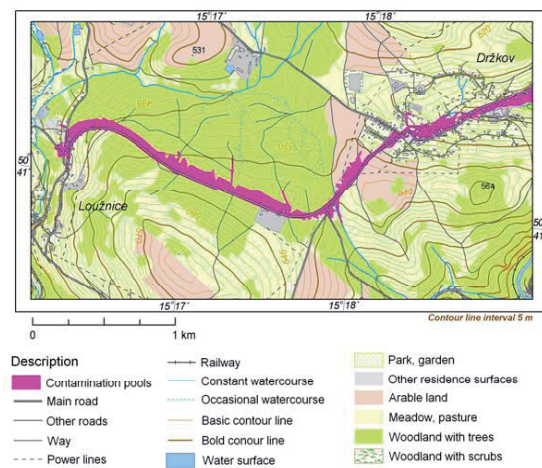 15°17'
15°18'
531
Držkov
50
41'
564
Loužnice
50
41'
15°17'
15°18'
Contour line interval 5 m
0
1 km
Description
Contamination pools
Main road
Other roads
Way
Power lines
Railway
Constant watercourse
Occasional watercourse
Basic contour line
Bold conour line
Water surface
Park, garden
Other residence surfaces
Arable land
Meadow, pasture
Woodland with trees
Woodland with scrubs